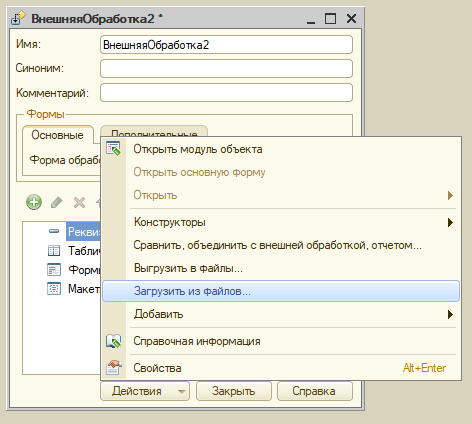 ВнешняяОбработка2 *
Имя:
ВнешняяОбработка2
Синоним:
Комментарий:
Формы
Основные
Дополнительные
Форма обраб
Открыть модуль объекта
Открыть основную форму
Открыть
Конструкторы
Сравнить, объединить с внешней обработкой, отчетом...
Выгрузить в файлы...
Загрузить из файлов...
Добавить
Справочная информация
Свойства
Alt+Enter
Рекви
Таблич
Формы
Макет
Действия
Закрыть
Справка